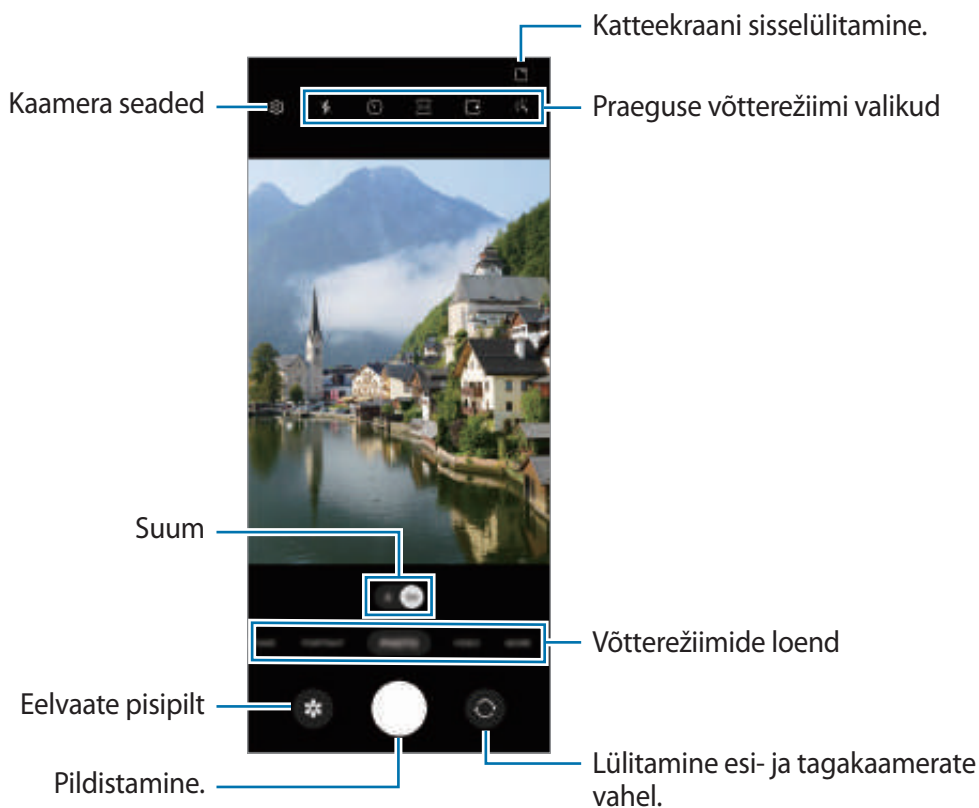 Katteekraani sisselülitamine.
Kaamera seaded
Praeguse võtterežiimi valikud
Suum
Võtterežiimide loend
Eelvaate pisipilt
Pildistamine.
Lülitamine esi- ja tagakaamerate
vahel.